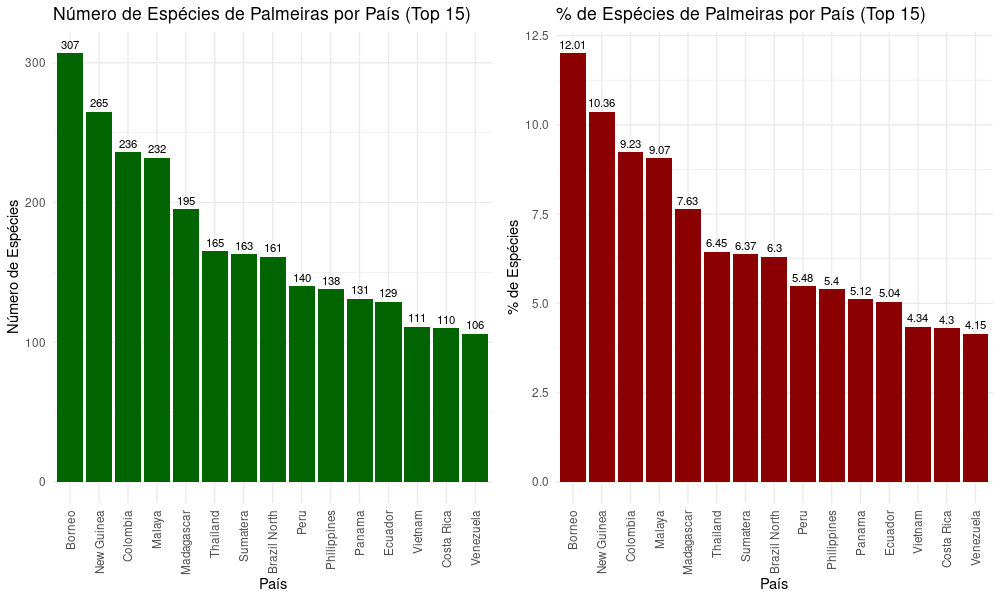 Número de Espécies de Palmeiras por País (Top 15)
Número de Espécies
300
200
100
0
307
265
236
232
195
165
163
161
140
138
131
129
111
110
106
Borneo
New Guinea
Colombia
Malaya
Madagascar
Thailand
Sumatera
Brazil North
Peru
Philippines
Panama
Ecuador
Vietnam
Costa Rica
Venezuela
País
% de Espécies de Palmeiras por País (Top 15)
% de Espécies
12.5
10.0
7.5
5.0
2.5
0.0
12.01
10.36
9.23
9.07
7.63
6.45
6.37
6.3
5.48
5.4
5.12
5.04
4.34
4.3
4.15
Borneo
New Guinea
Colombia
Malaya
Madagascar
Thailand
Sumatera
Brazil North
Peru
Philippines
Panama
Ecuador
Vietnam
Costa Rica
Venezuela
País